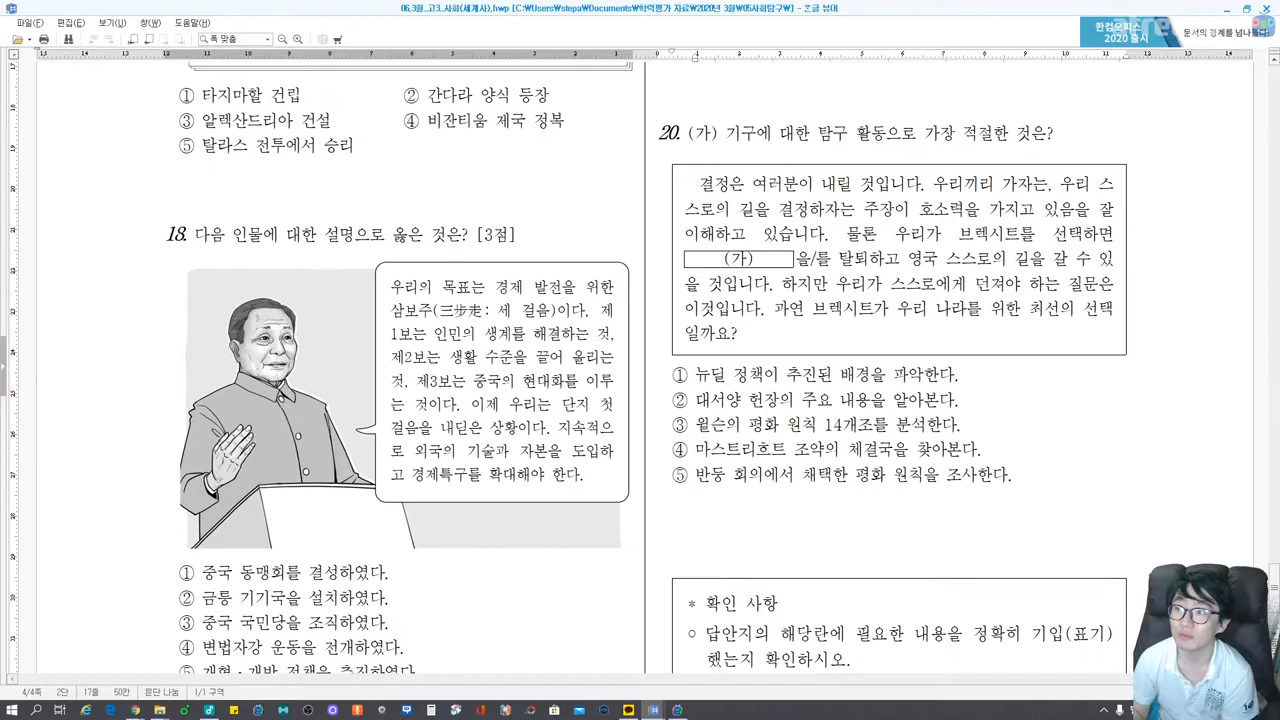 06.3월_고3_사회(세계사).hwp [C:\Users\stepa\Documents\학력평가 자료\2020년 3월\05사회탐구\] - 한글 뷰어
파일(F) 편집(E) 보기(U) 창(W) 도움말(H)
폭 맞춤
한컴오피스
2020 출시
문서의 경계를 넘나들다!
① 타지마할 건립 ② 간다라 양식 등장
③ 알렉산드리아 건설 ④ 비잔티움 제국 정복
⑤ 탈라스 전투에서 승리
18. 다음 인물에 대한 설명으로 옳은 것은? [3점]
우리의 목표는 경제 발전을 위한
삼보주(三步走: 세 걸음)이다. 제
1보는 인민의 생계를 해결하는 것,
제2보는 생활 수준을 끌어 올리는
것, 제3보는 중국의 현대화를 이루
는 것이다. 이제 우리는 단지 첫
걸음을 내딛은 상황이다. 지속적으
로 외국의 기술과 자본을 도입하
고 경제특구를 확대해야 한다.
① 중국 동맹회를 결성하였다.
② 금릉 기기국을 설치하였다.
③ 중국 국민당을 조직하였다.
④ 변법자강 운동을 전개하였다.
⑤ 개혁·개방 정책을 추진하였다
20. (가) 기구에 대한 탐구 활동으로 가장 적절한 것은?
결정은 여러분이 내릴 것입니다. 우리끼리 가자는, 우리 스
스로의 길을 결정하자는 주장이 호소력을 가지고 있음을 잘
이해하고 있습니다. 물론 우리가 브렉시트를 선택하면
(가) 을/를 탈퇴하고 영국 스스로의 길을 갈 수 있
을 것입니다. 하지만 우리가 스스로에게 던져야 하는 질문은
이것입니다. 과연 브렉시트가 우리 나라를 위한 최선의 선택
일까요?
① 뉴딜 정책이 추진된 배경을 파악한다.
② 대서양 헌장의 주요 내용을 알아본다.
③ 윌슨의 평화 원칙 14개조를 분석한다.
④ 마스트리흐트 조약의 체결국을 찾아본다.
⑤ 반둥 회의에서 채택한 평화 원칙을 조사한다.
* 확인 사항
○ 답안지의 해당란에 필요한 내용을 정확히 기입(표기)
했는지 확인하시오.
4/4쪽 2단 17줄 50칸 문단 나눔 1/1 구역